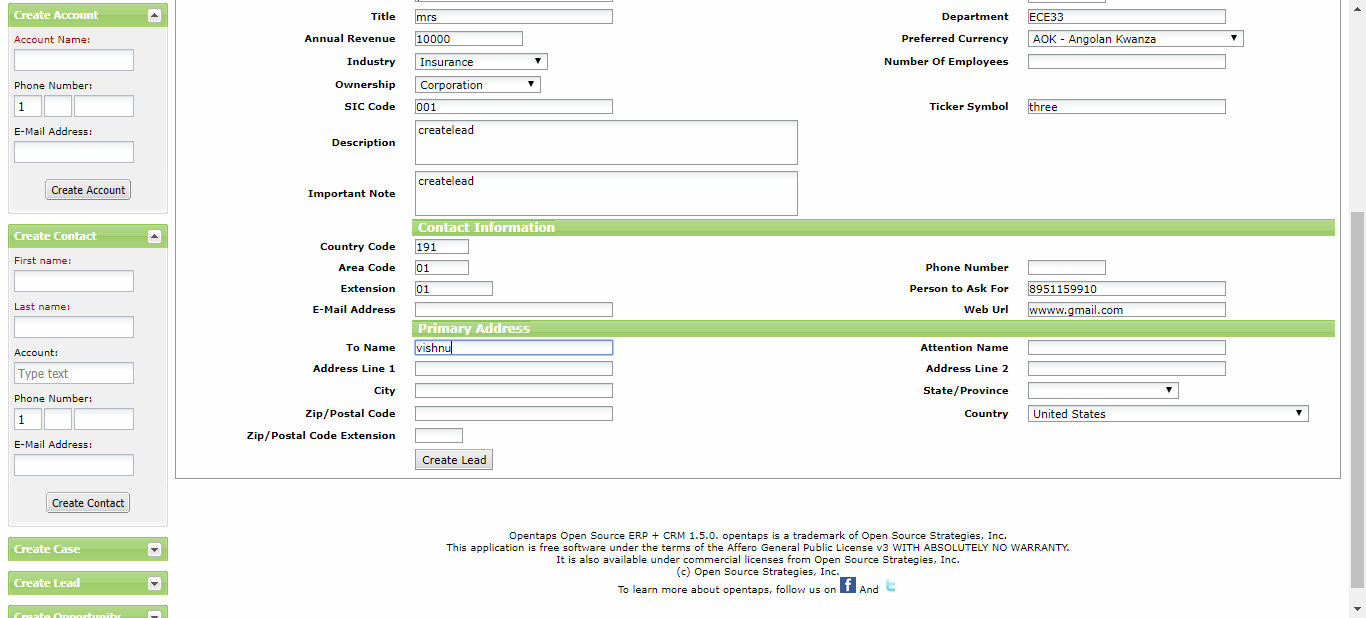 Create Account
Account Name:
Phone Number:
1
E-Mail Address:
Create Account
Create Contact
First name:
Last name:
Account:
Type text
Phone Number:
1
E-Mail Address:
Create Contact
Create Case
Create Lead
Create Opportunity
Title mrs Department ECE33
Annual Revenue 10000 Preferred Currency AOK - Angolan Kwanza
Industry Insurance Number Of Employees
Ownership Corporation
SIC Code 001 Ticker Symbol three
Description createlead
Important Note createlead
Contact Information
Country Code 191
Area Code 01 Phone Number
Extension 01 Person to Ask For 8951159910
E-Mail Address Web Url wwww.gmail.com
Primary Address
To Name vishnu Attention Name
Address Line 1 Address Line 2
City State/Province
Zip/Postal Code Country United States
Zip/Postal Code Extension
Create Lead
Opentaps Open Source ERP + CRM 1.5.0. opentaps is a trademark of Open Source Strategies, Inc.
This application is free software under the terms of the Affero General Public License v3 WITH ABSOLUTELY NO WARRANTY.
It is also available under commercial licenses from Open Source Strategies, Inc.
(c) Open Source Strategies, Inc.
To learn more about opentaps, follow us on f And t